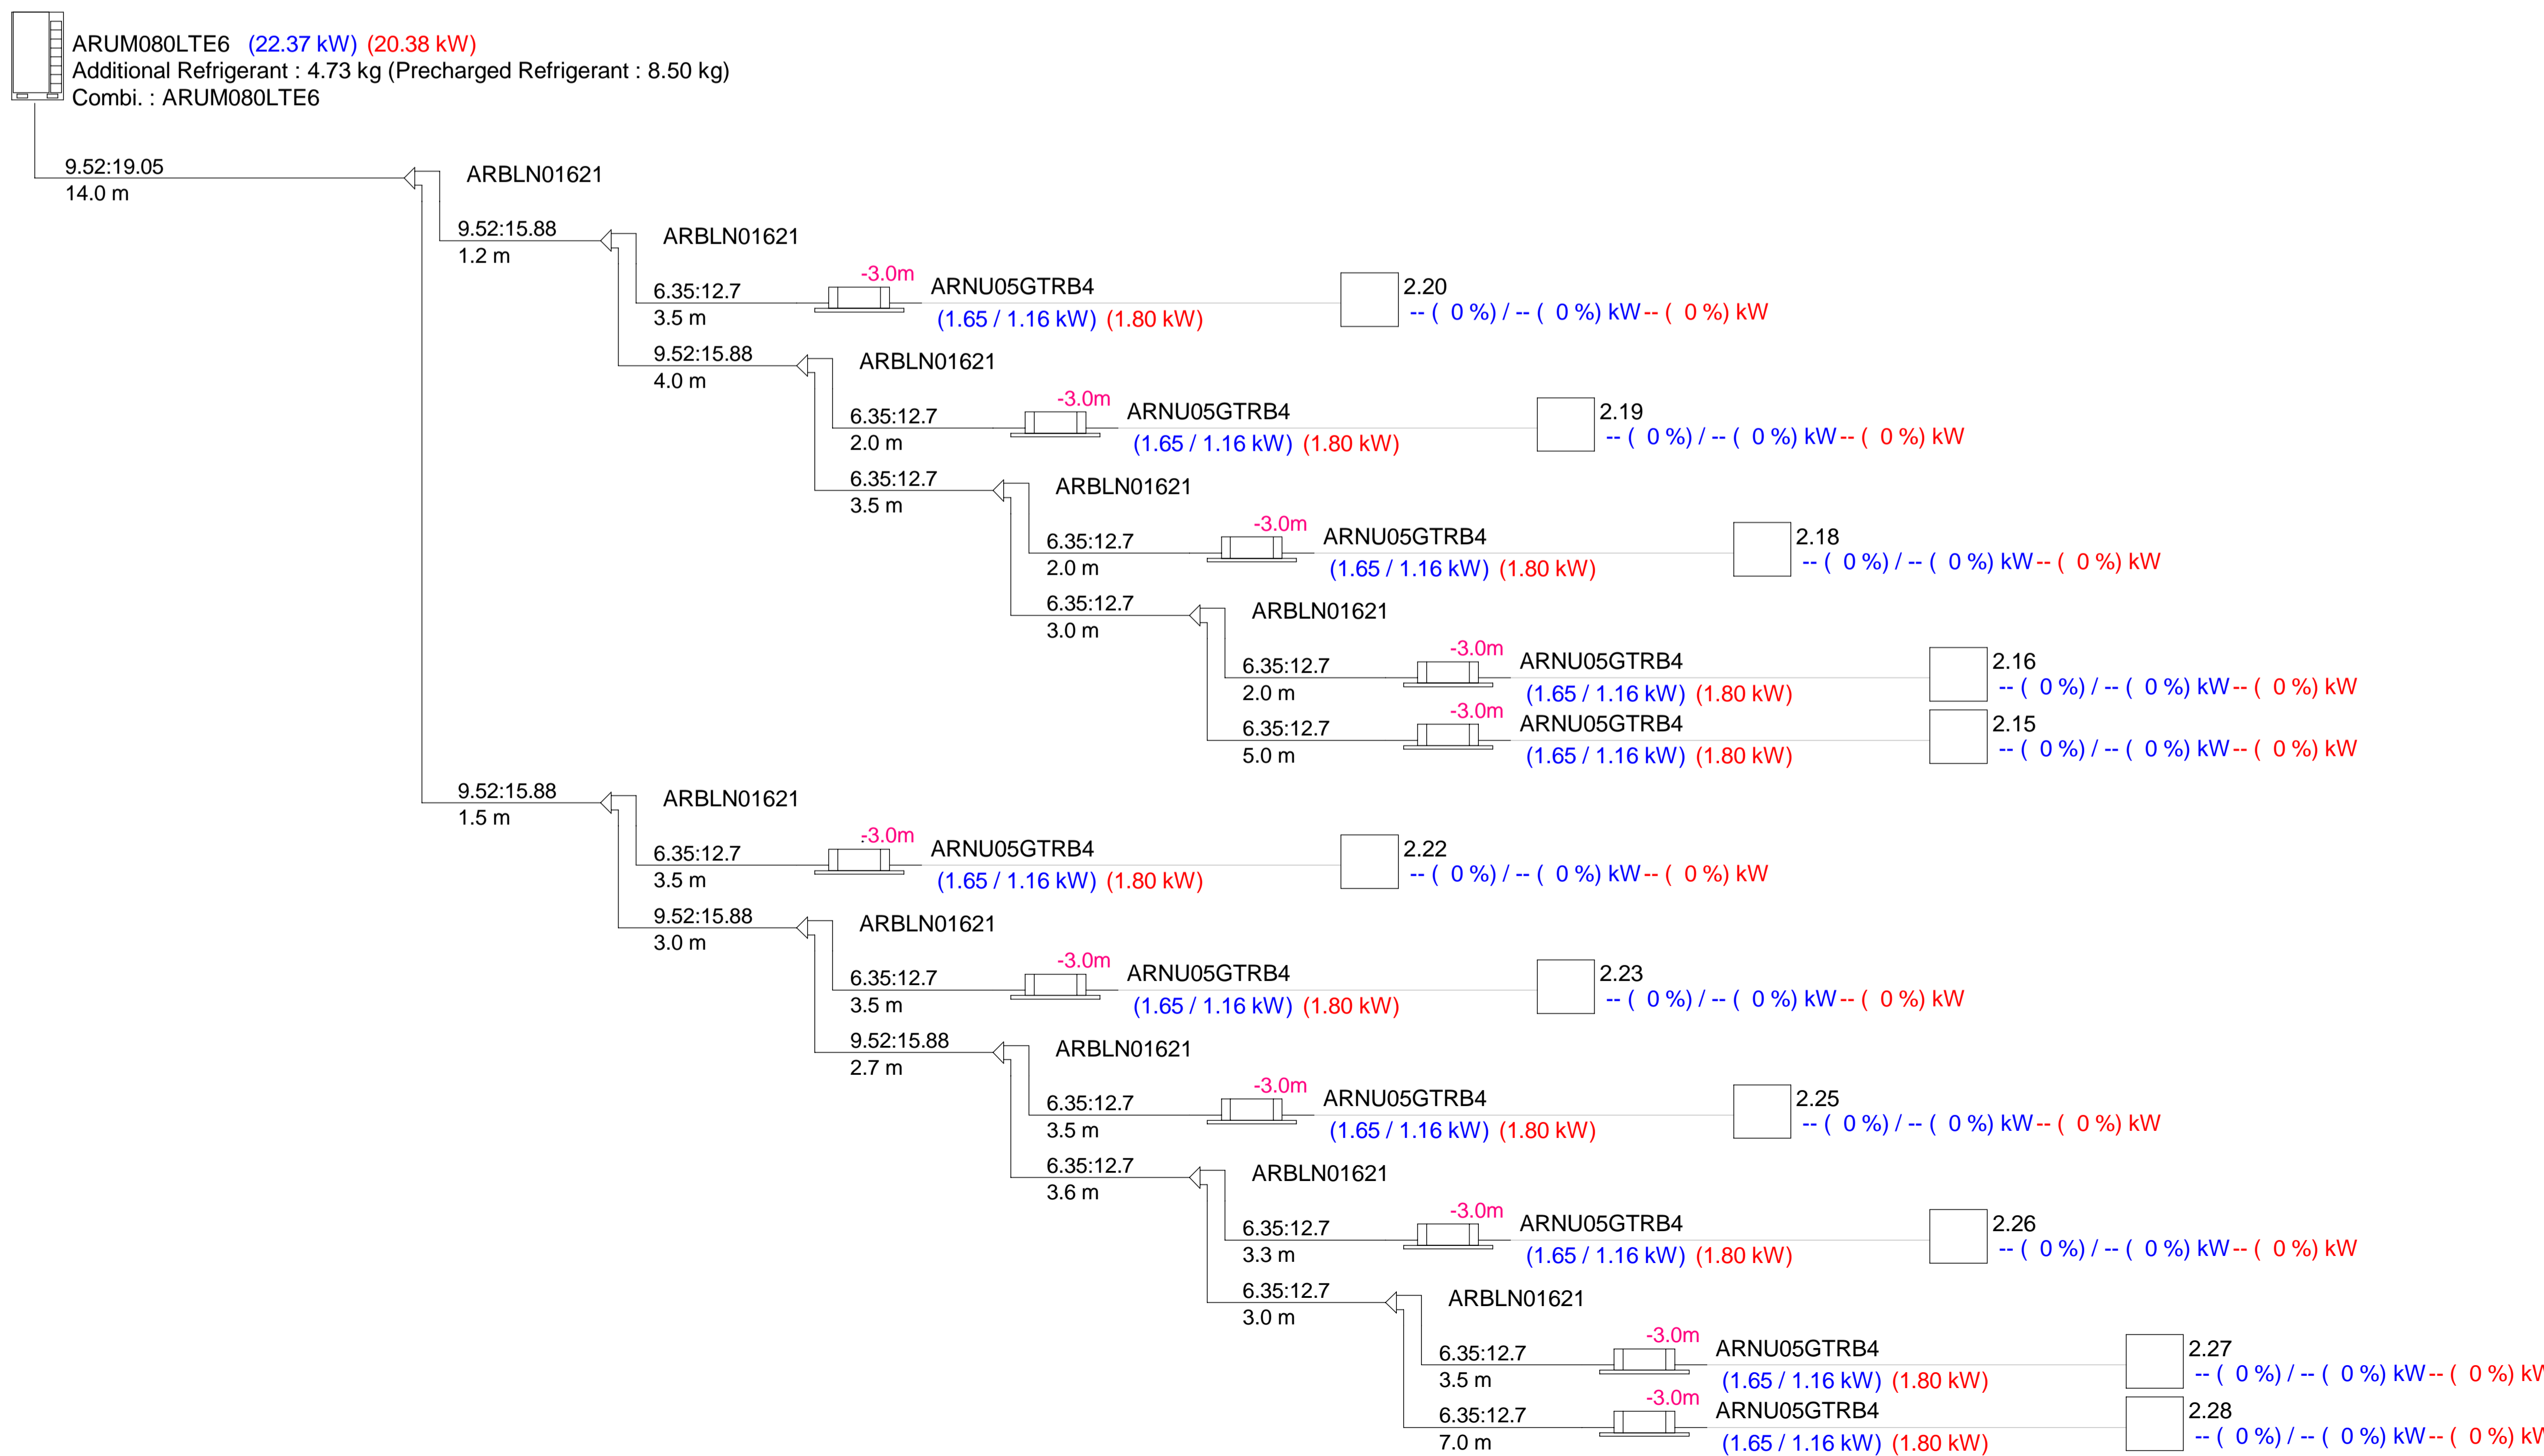 ARUM080LTE6 (22.37 kW) (20.38 kW)
Additional Refrigerant : 4.73 kg (Precharged Refrigerant : 8.50 kg)
Combi. : ARUM080LTE6
9.52:19.05
14.0 m
ARBLN01621
9.52:15.88
1.2 m
ARBLN01621
6.35:12.7
3.5 m
-3.0m
ARNU05GTRB4
(1.65 / 1.16 kW) (1.80 kW)
2.20
-- ( 0 %) / -- ( 0 %) kW -- ( 0 %) kW
9.52:15.88
4.0 m
ARBLN01621
6.35:12.7
2.0 m
-3.0m
ARNU05GTRB4
(1.65 / 1.16 kW) (1.80 kW)
2.19
-- ( 0 %) / -- ( 0 %) kW -- ( 0 %) kW
6.35:12.7
3.5 m
ARBLN01621
6.35:12.7
2.0 m
-3.0m
ARNU05GTRB4
(1.65 / 1.16 kW) (1.80 kW)
2.18
-- ( 0 %) / -- ( 0 %) kW -- ( 0 %) kW
6.35:12.7
3.0 m
ARBLN01621
6.35:12.7
2.0 m
-3.0m
ARNU05GTRB4
(1.65 / 1.16 kW) (1.80 kW)
2.16
-- ( 0 %) / -- ( 0 %) kW -- ( 0 %) kW
6.35:12.7
5.0 m
-3.0m
ARNU05GTRB4
(1.65 / 1.16 kW) (1.80 kW)
2.15
-- ( 0 %) / -- ( 0 %) kW -- ( 0 %) kW
9.52:15.88
1.5 m
ARBLN01621
6.35:12.7
3.5 m
-3.0m
ARNU05GTRB4
(1.65 / 1.16 kW) (1.80 kW)
2.22
-- ( 0 %) / -- ( 0 %) kW -- ( 0 %) kW
9.52:15.88
3.0 m
ARBLN01621
6.35:12.7
3.5 m
-3.0m
ARNU05GTRB4
(1.65 / 1.16 kW) (1.80 kW)
2.23
-- ( 0 %) / -- ( 0 %) kW -- ( 0 %) kW
9.52:15.88
2.7 m
ARBLN01621
6.35:12.7
3.5 m
-3.0m
ARNU05GTRB4
(1.65 / 1.16 kW) (1.80 kW)
2.25
-- ( 0 %) / -- ( 0 %) kW -- ( 0 %) kW
6.35:12.7
3.6 m
ARBLN01621
6.35:12.7
3.3 m
-3.0m
ARNU05GTRB4
(1.65 / 1.16 kW) (1.80 kW)
2.26
-- ( 0 %) / -- ( 0 %) kW -- ( 0 %) kW
6.35:12.7
3.0 m
ARBLN01621
6.35:12.7
3.5 m
-3.0m
ARNU05GTRB4
(1.65 / 1.16 kW) (1.80 kW)
2.27
-- ( 0 %) / -- ( 0 %) kW -- ( 0 %) kW
6.35:12.7
7.0 m
-3.0m
ARNU05GTRB4
(1.65 / 1.16 kW) (1.80 kW)
2.28
-- ( 0 %) / -- ( 0 %) kW -- ( 0 %) kW